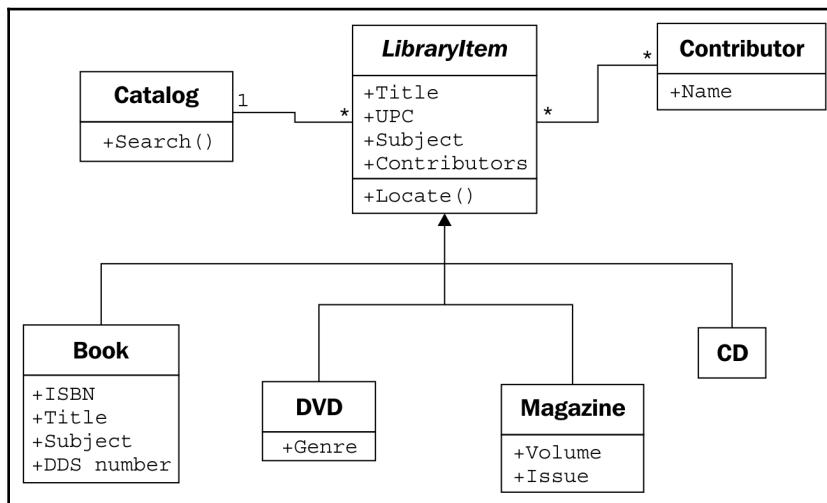 LibraryItem
+Title
+UPC
+Subject
+Contributors
+Locate()
Contributor
+Name
Catalog
+Search()
1
*
*
*
Book
+ISBN
+Title
+Subject
+DDS number
DVD
+Genre
Magazine
+Volume
+Issue
CD